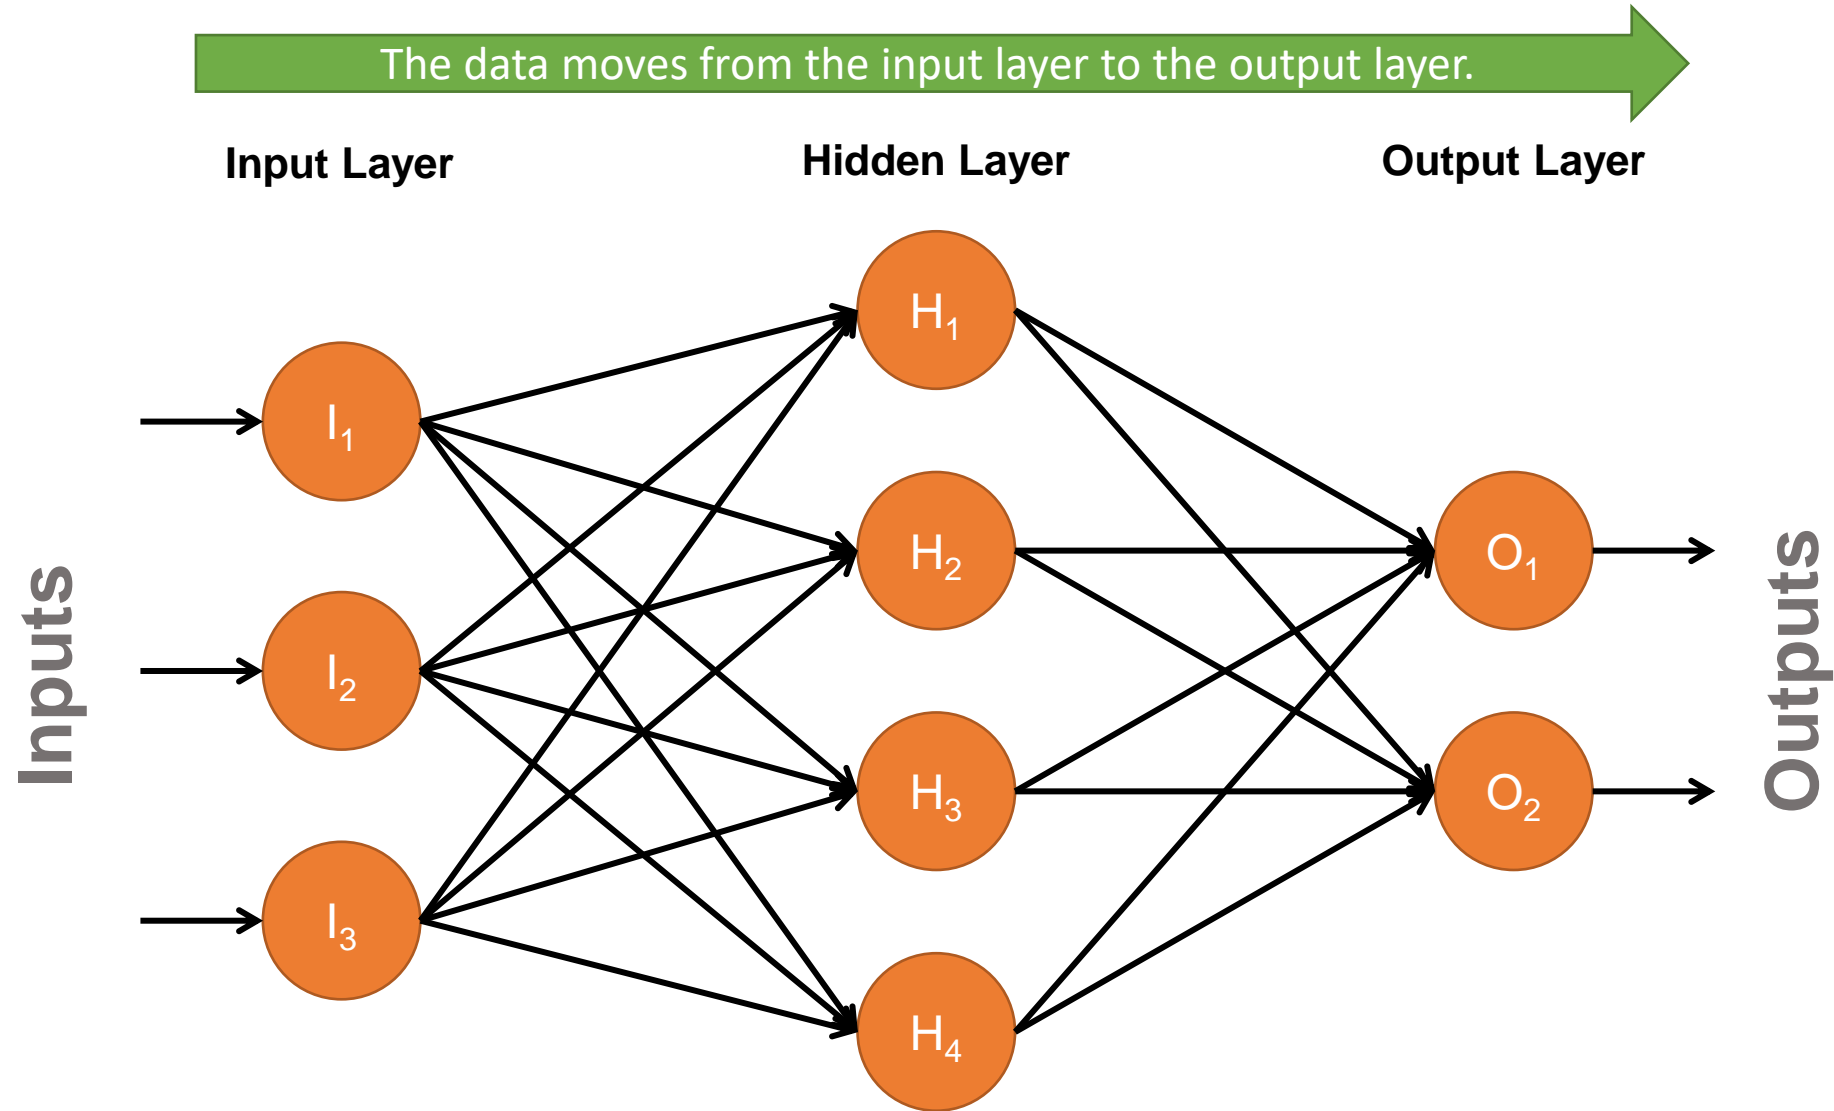 The data moves from the input layer to the output layer.
Input Layer
Hidden Layer
Output Layer
Inputs
I₁
I₂
I₃
H₁
H₂
H₃
H₄
O₁
O₂
Outputs